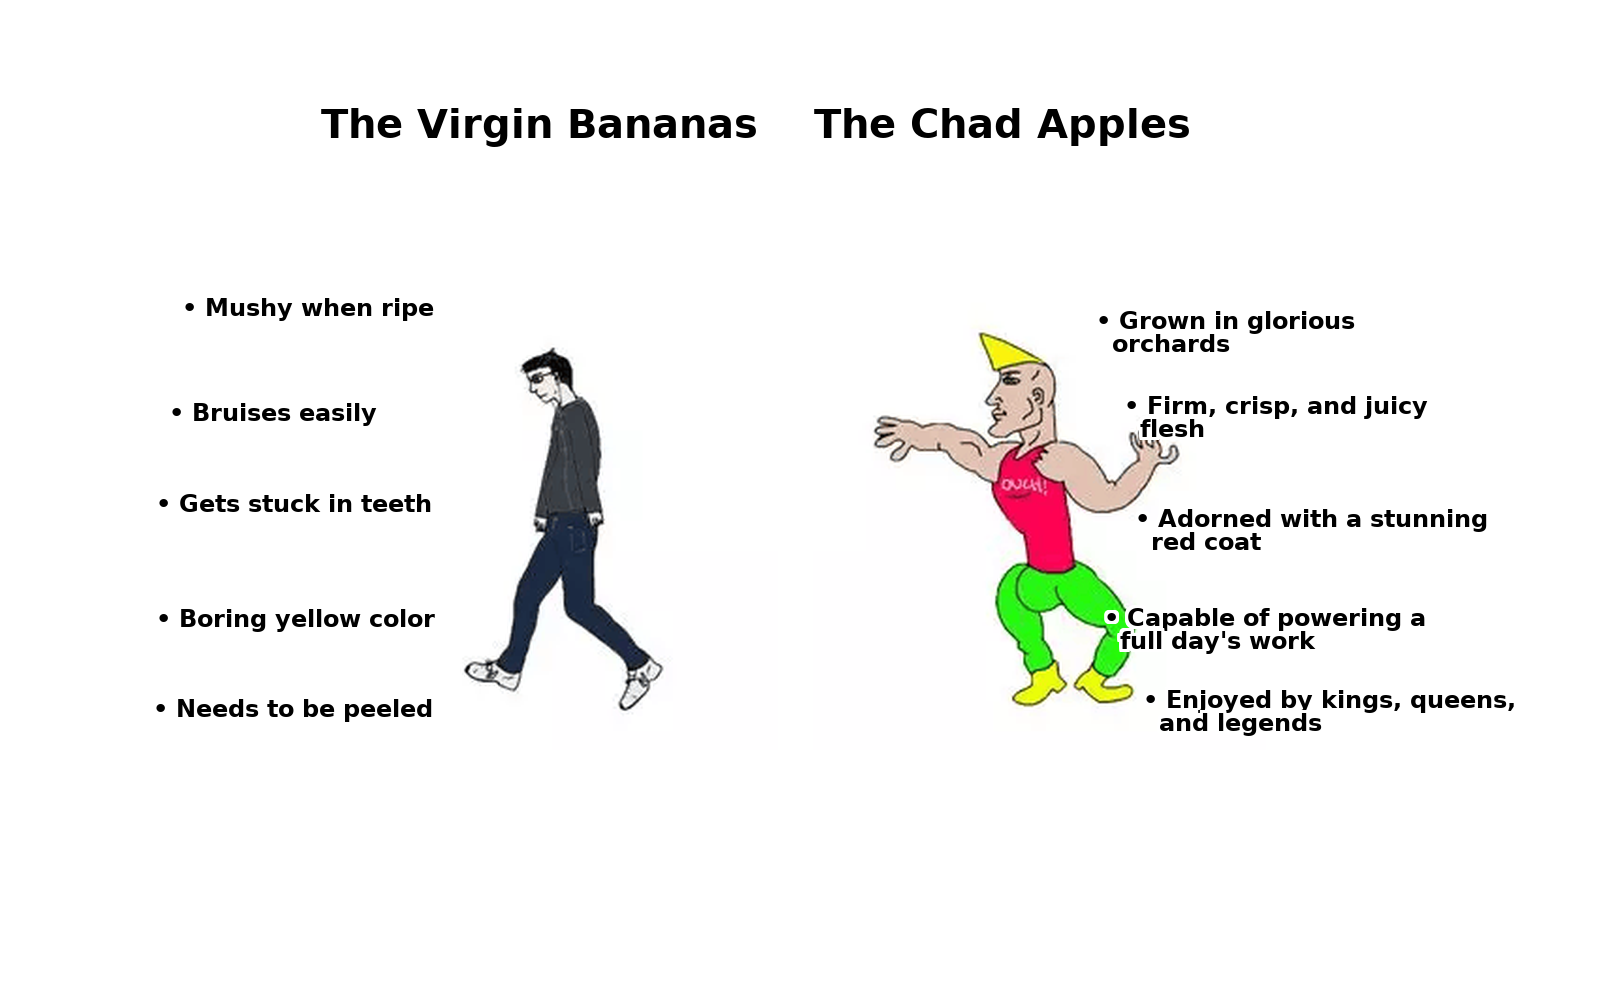 The Virgin Bananas
• Mushy when ripe
• Bruises easily
• Gets stuck in teeth
• Boring yellow color
• Needs to be peeled
The Chad Apples
• Grown in glorious
orchards
• Firm, crisp, and juicy
flesh
OUCH!
• Adorned with a stunning
red coat
• Capable of powering a
full day's work
• Enjoyed by kings, queens,
and legends